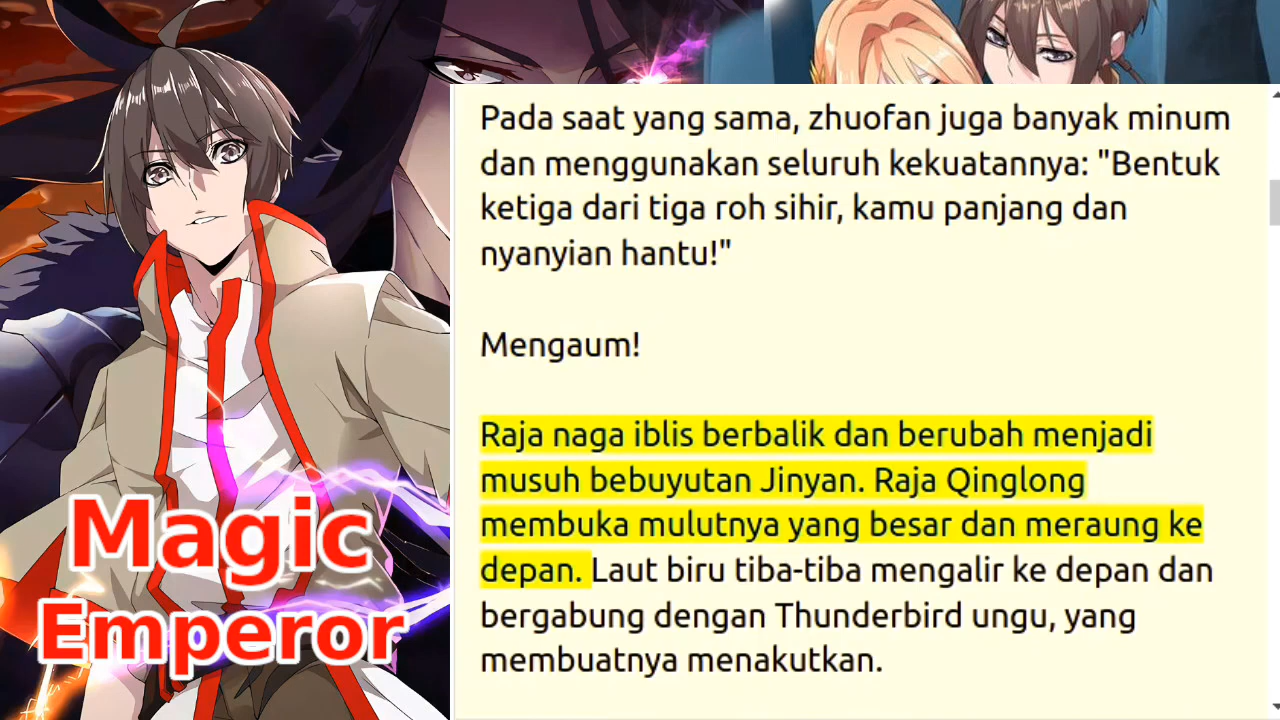 Magic
Emperor
Pada saat yang sama, zhuofan juga banyak minum
dan menggunakan seluruh kekuatannya: "Bentuk
ketiga dari tiga roh sihir, kamu panjang dan
nyanyian hantu!"
Mengaum!
Raja naga iblis berbalik dan berubah menjadi
musuh bebuyutan Jinyan. Raja Qinglong
membuka mulutnya yang besar dan meraung ke
depan. Laut biru tiba-tiba mengalir ke depan dan
bergabung dengan Thunderbird ungu, yang
membuatnya menakutkan.